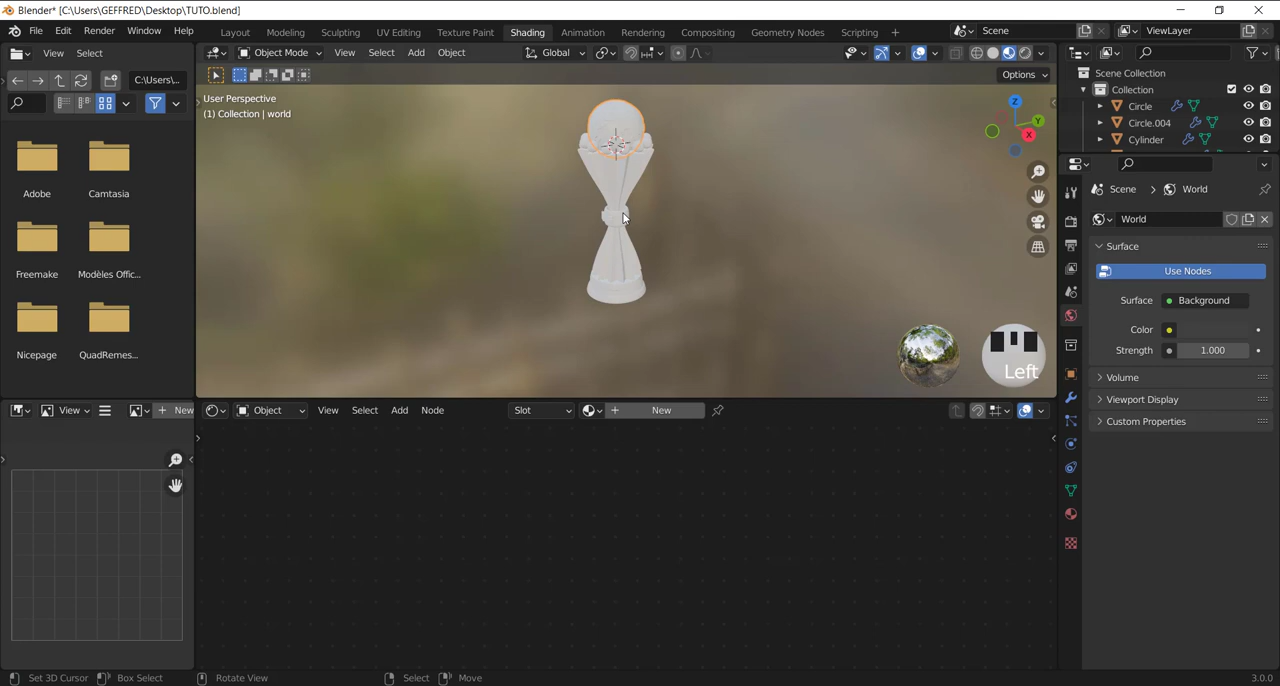 Blender* [C:\Users\GEFFRED\Desktop\TUTO.blend]
File Edit Render Window Help Layout Modeling Sculpting UV Editing Texture Paint Shading Animation Rendering Compositing Geometry Nodes Scripting + Scene ViewLayer
View Select Object Mode View Select Add Object Global
C:\Users\... Options
User Perspective
(1) Collection | world
Z
Y
X
Scene Collection
Collection
Circle
Circle.004
Cylinder
Scene > World
World
Surface
Use Nodes
Surface Background
Color
Strength 1.000
Volume
Viewport Display
Custom Properties
Adobe Camtasia
Freemake Modèles Offic...
Nicepage QuadRemes...
Left
View + New Object View Select Add Node Slot + New
Set 3D Cursor Box Select Rotate View Select Move 3.0.0